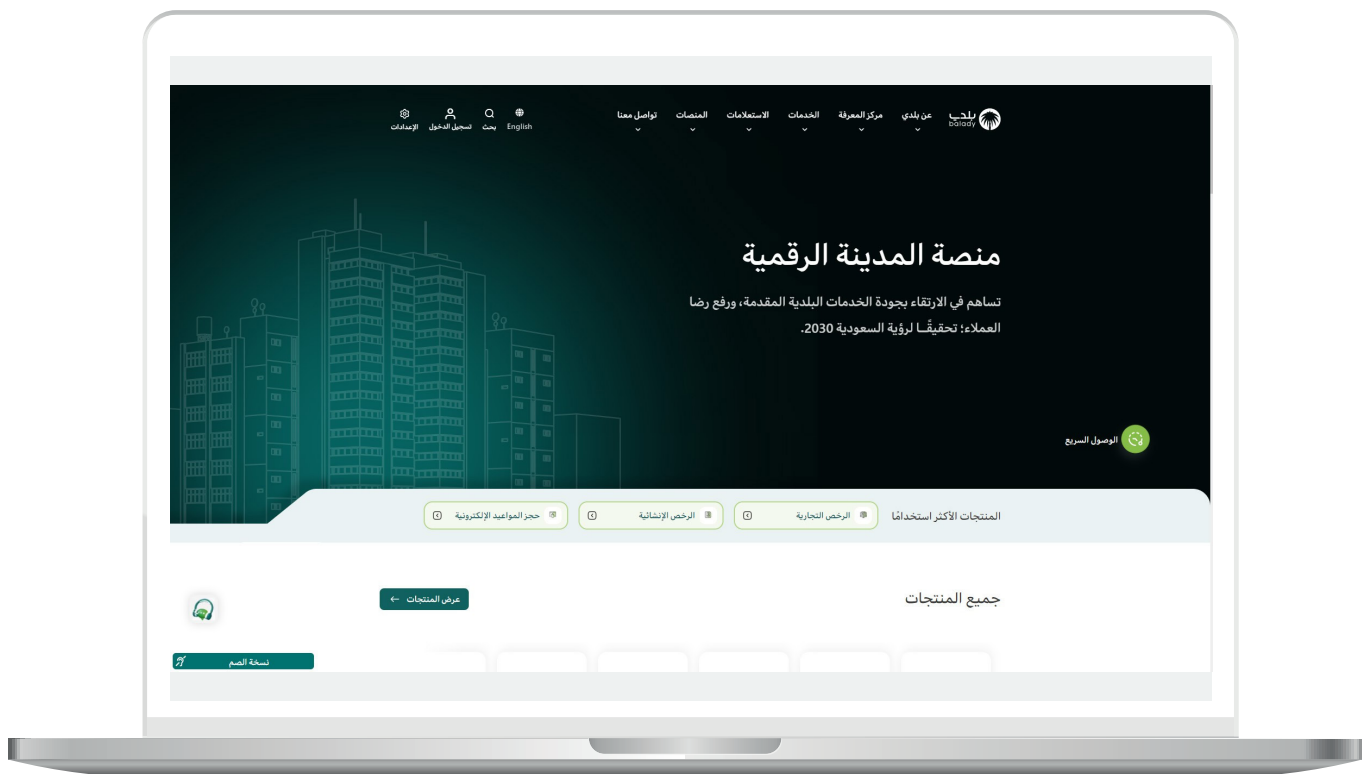 بلدي
balady
عن بلدي
مركز المعرفة
الخدمات
الاستعلامات
المنصات
تواصل معنا
English
بحث
تسجيل الدخول
الإعدادات
منصة المدينة الرقمية
تساهم في الارتقاء بجودة الخدمات البلدية المقدمة، ورفع رضا
العملاء؛ تحقيقًــا لرؤية السعودية 2030.
الوصول السريع
المنتجات الأكثر استخدامًا
الرخص التجارية
الرخص الإنشائية
حجز المواعيد الإلكترونية
جميع المنتجات
عرض المنتجات
نسخة الصم